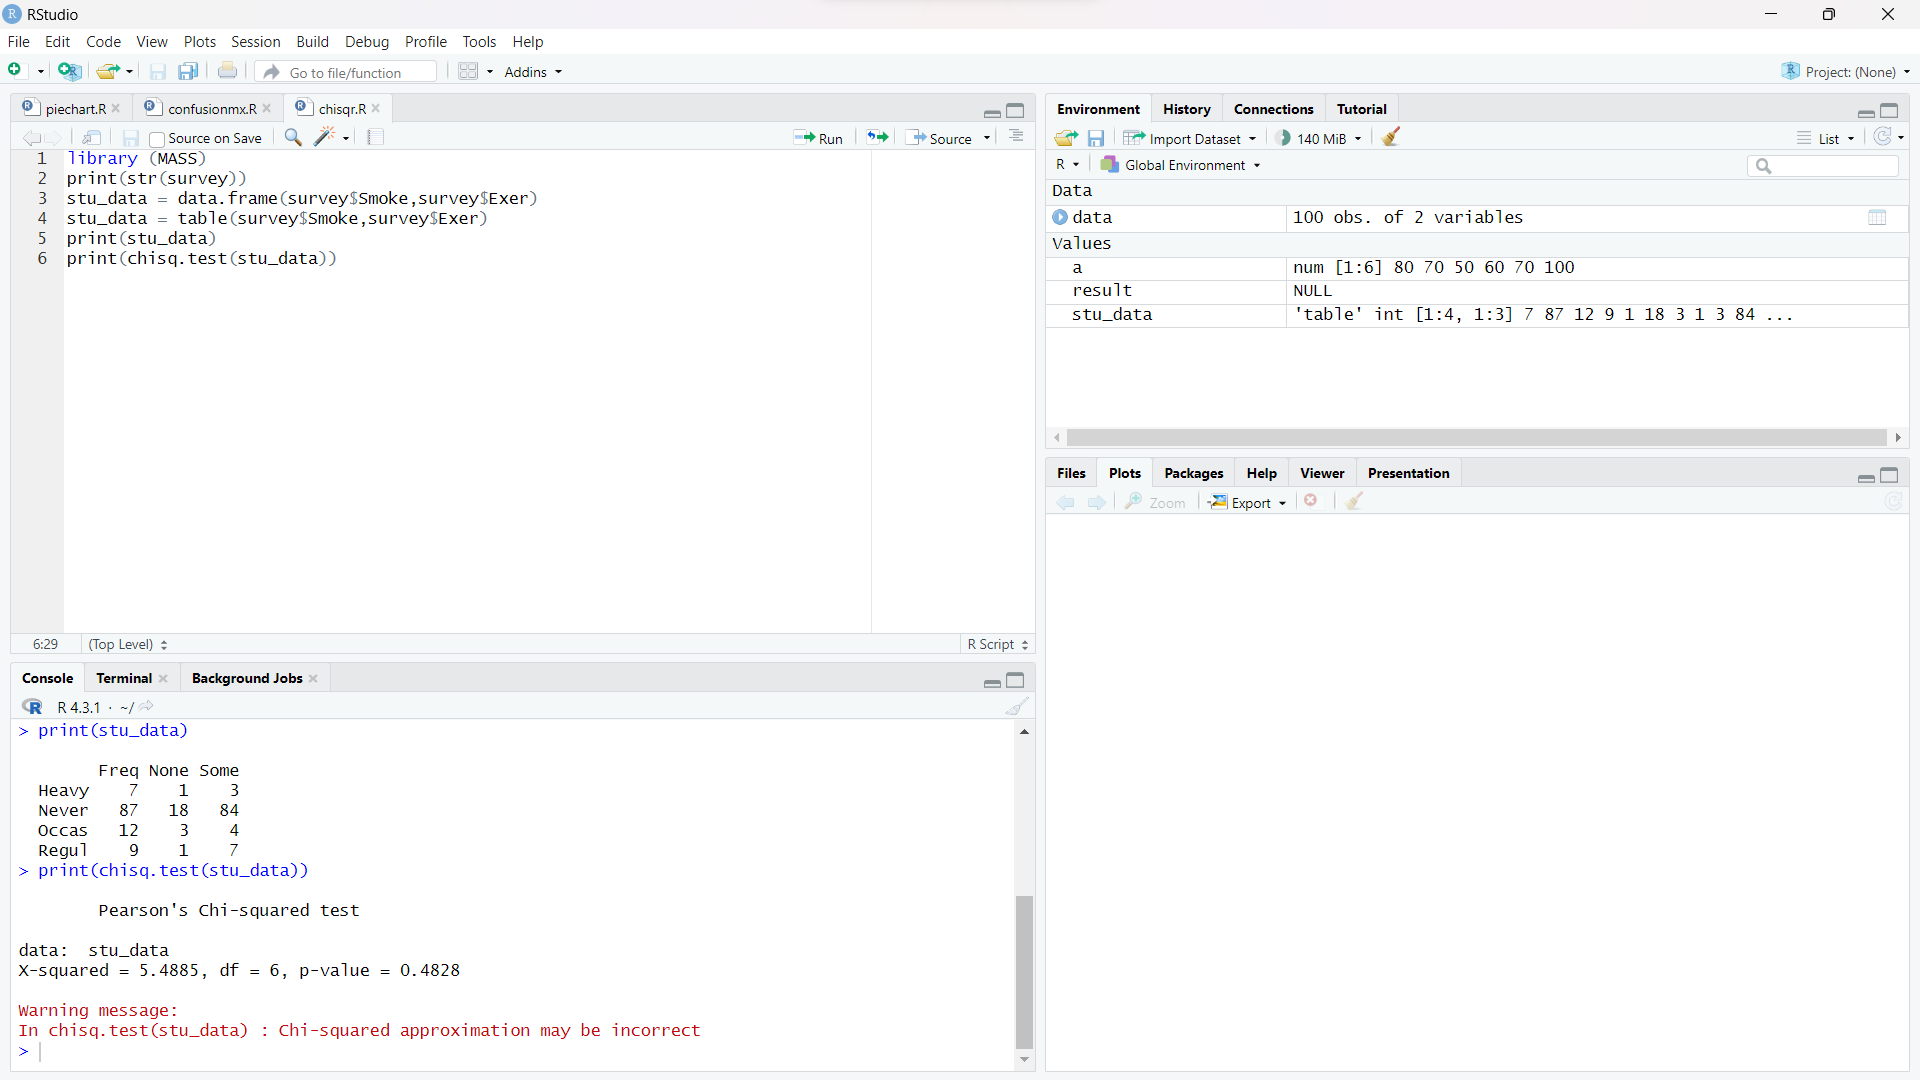 RStudio
File Edit Code View Plots Session Build Debug Profile Tools Help
Go to file/function Addins Project: (None)
piechart.R confusionmx.R chisqr.R
Source on Save Run Source
1 library (MASS)
2 print(str(survey))
3 stu_data = data.frame(survey$Smoke,survey$Exer)
4 stu_data = table(survey$Smoke,survey$Exer)
5 print(stu_data)
6 print(chisq.test(stu_data))
6:29 (Top Level) R Script
Console Terminal Background Jobs
R 4.3.1 · ~/
> print(stu_data)
Freq None Some
Heavy 7 1 3
Never 87 18 84
Occas 12 3 4
Regul 9 1 7
> print(chisq.test(stu_data))
Pearson's Chi-squared test
data: stu_data
X-squared = 5.4885, df = 6, p-value = 0.4828
Warning message:
In chisq.test(stu_data) : Chi-squared approximation may be incorrect
>
Environment History Connections Tutorial
Import Dataset 140 MiB List
R Global Environment
Data
data 100 obs. of 2 variables
Values
a num [1:6] 80 70 50 60 70 100
result NULL
stu_data 'table' int [1:4, 1:3] 7 87 12 9 1 18 3 1 3 84 ...
Files Plots Packages Help Viewer Presentation
Zoom Export